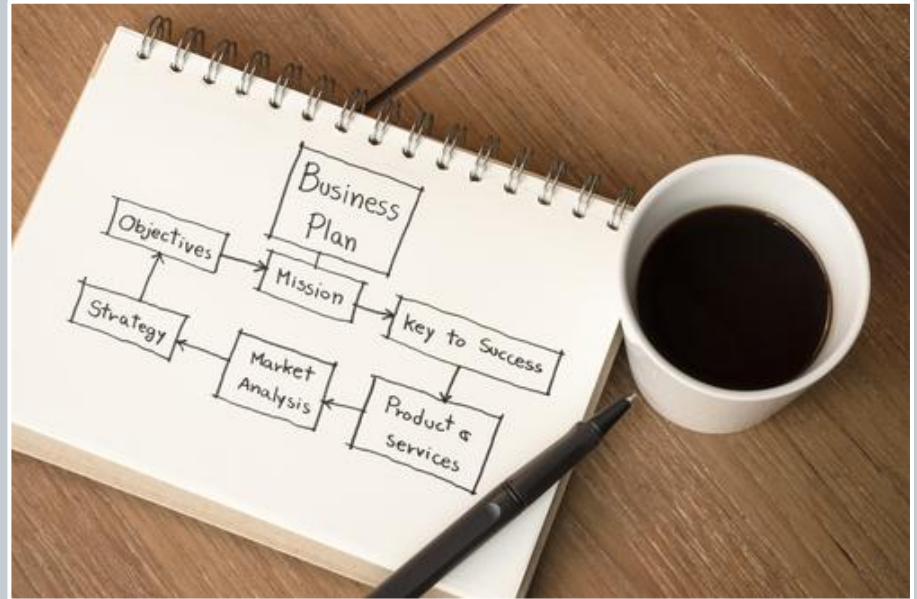 Business
Plan
Objectives
Mission
Key to Success
Product &
services
Market
Analysis
Strategy